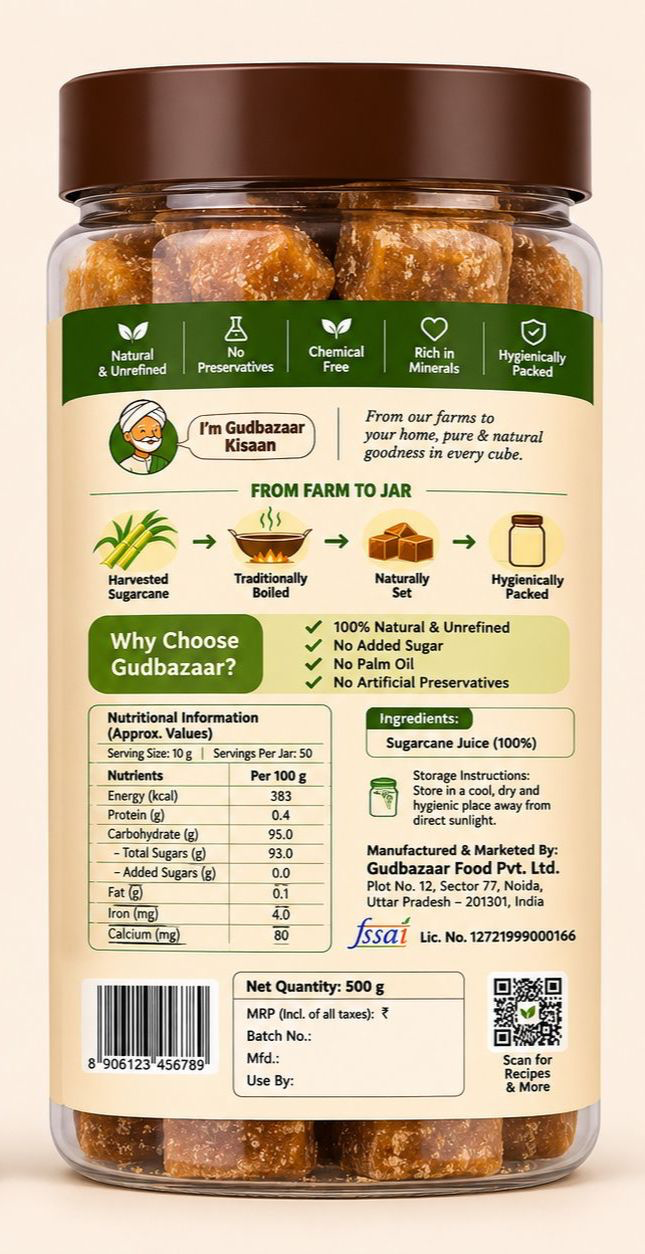 Natural
& Unrefined
No
Preservatives
Chemical
Free
Rich in
Minerals
Hygienically
Packed
I'm Gudbazaar
Kisaan
From our farms to
your home, pure & natural
goodness in every cube.
FROM FARM TO JAR
Harvested
Sugarcane
Traditionally
Boiled
Naturally
Set
Hygienically
Packed
Why Choose
Gudbazaar?
100% Natural & Unrefined
No Added Sugar
No Palm Oil
No Artificial Preservatives
Nutritional Information
(Approx. Values)
Serving Size: 10 g | Servings Per Jar: 50
Nutrients Per 100 g
Energy (kcal) 383
Protein (g) 0.4
Carbohydrate (g) 95.0
– Total Sugars (g) 93.0
– Added Sugars (g) 0.0
Fat (g) 0.1
Iron (mg) 4.0
Calcium (mg) 80
Ingredients:
Sugarcane Juice (100%)
Storage Instructions:
Store in a cool, dry and
hygienic place away from
direct sunlight.
Manufactured & Marketed By:
Gudbazaar Food Pvt. Ltd.
Plot No. 12, Sector 77, Noida,
Uttar Pradesh – 201301, India
fssai Lic. No. 12721999000166
8 906123 456789
Net Quantity: 500 g
MRP (Incl. of all taxes): ₹
Batch No.:
Mfd.:
Use By:
Scan for
Recipes
& More